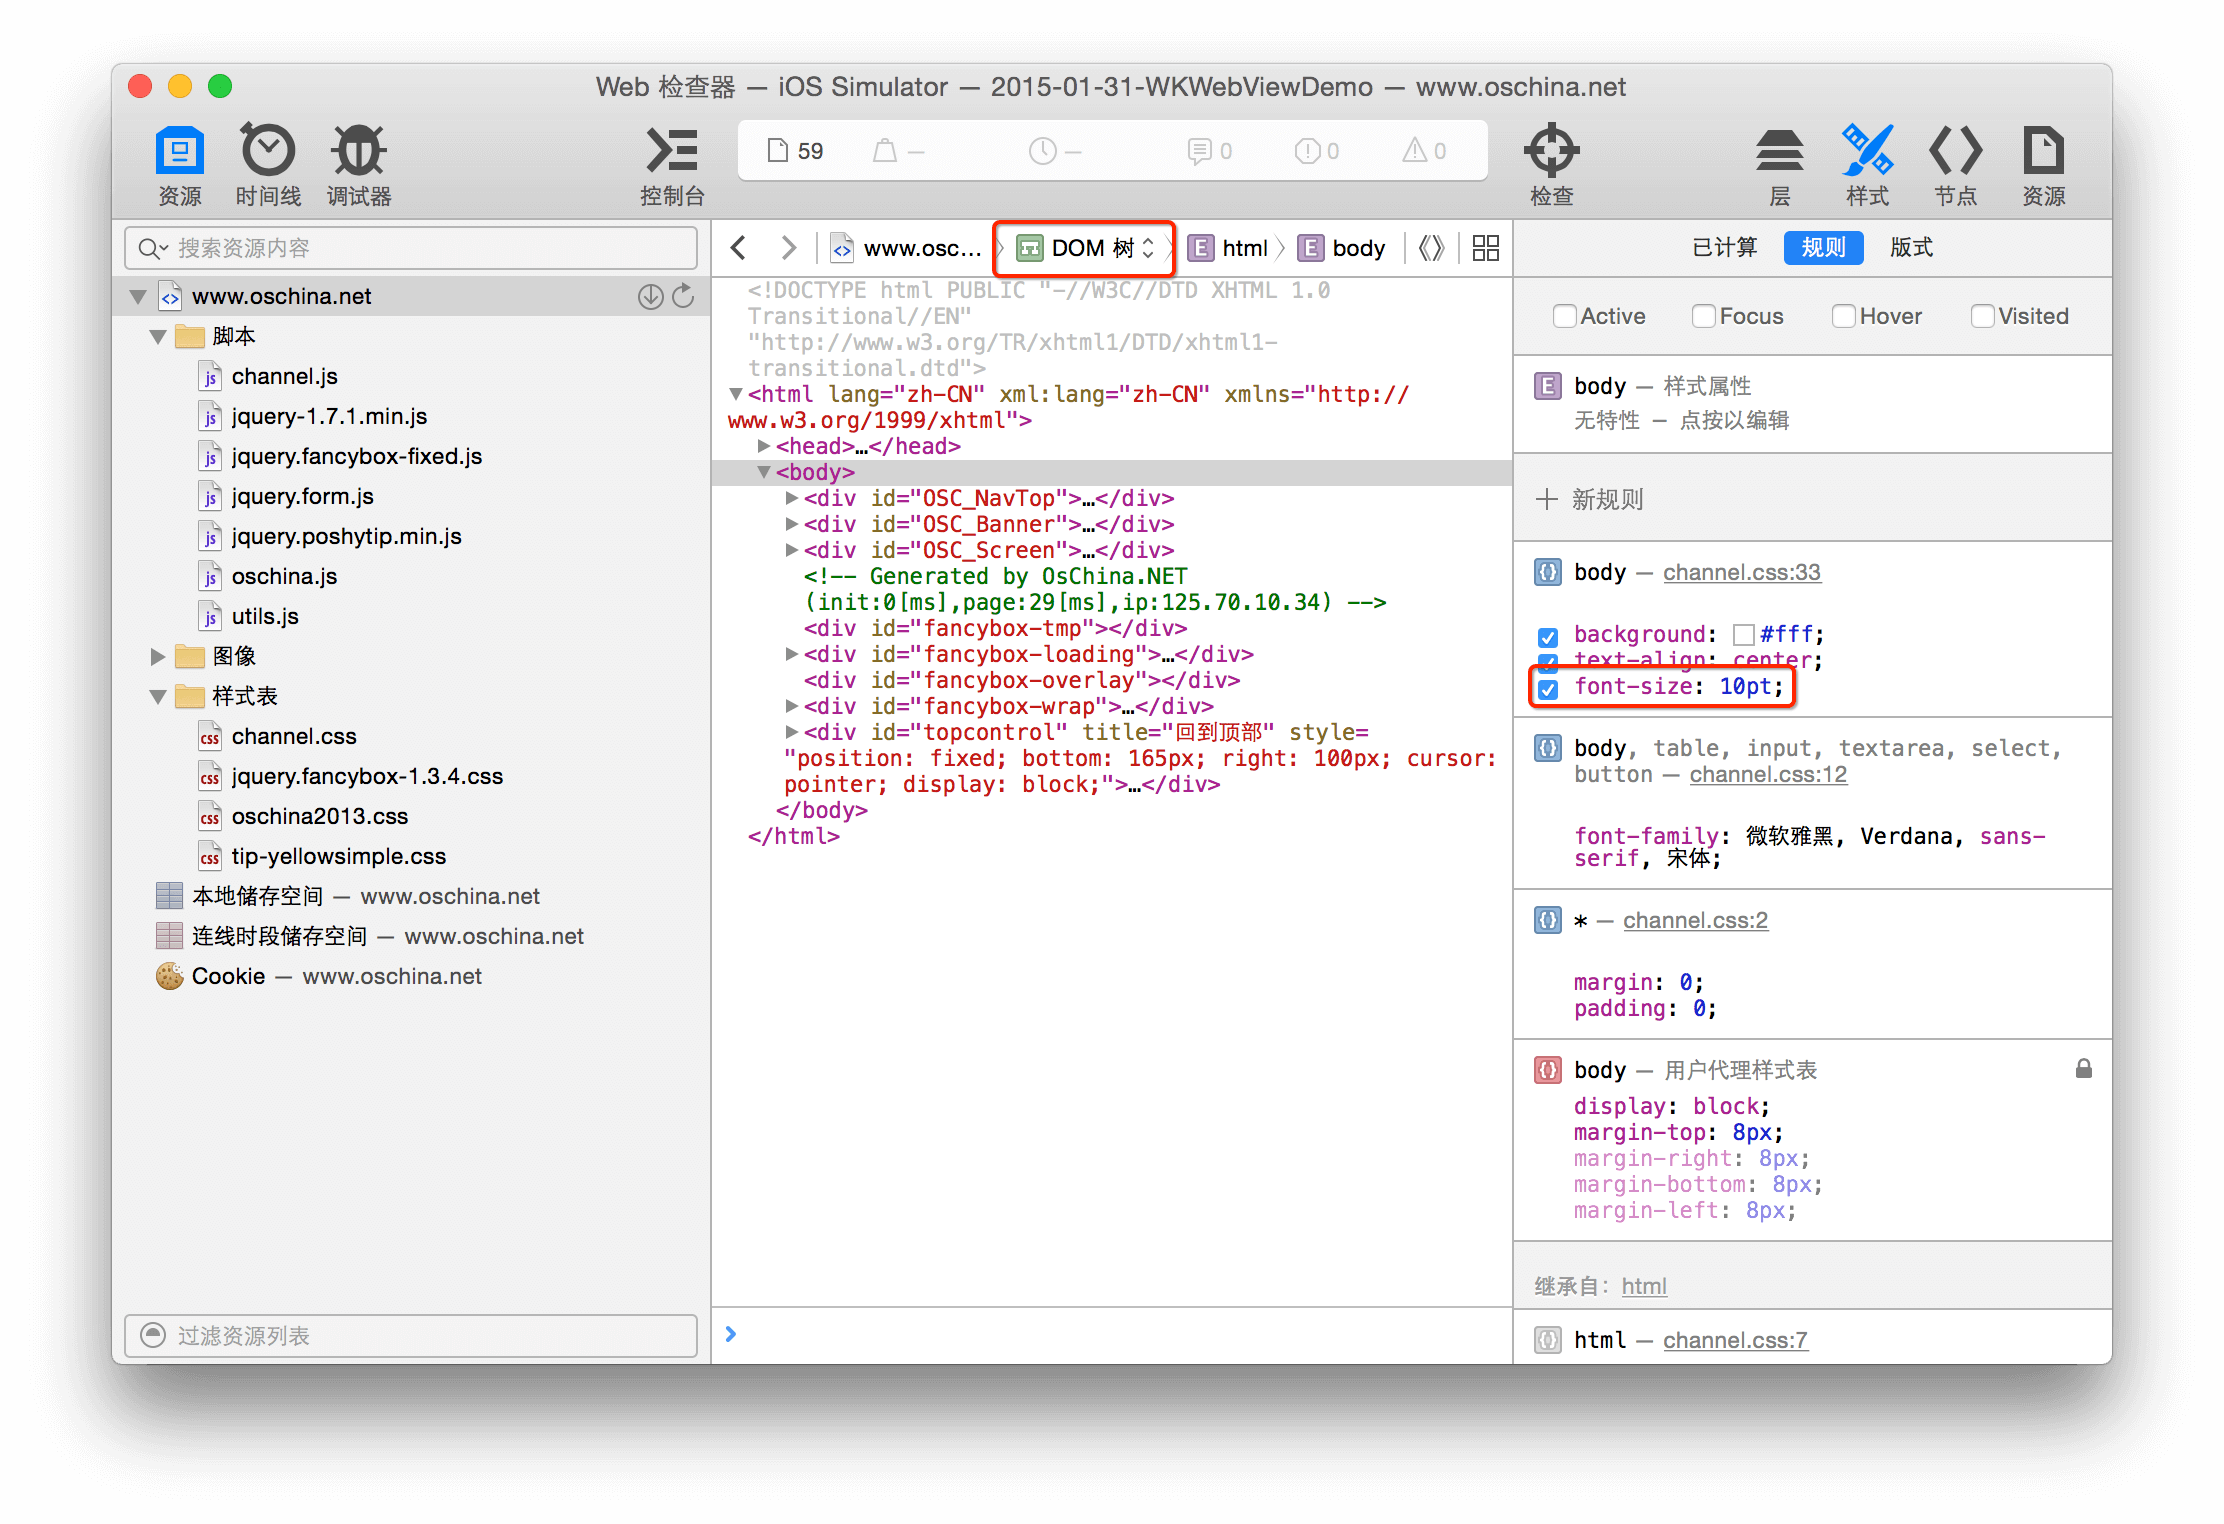 Web 检查器 — iOS Simulator — 2015-01-31-WKWebViewDemo — www.oschina.net
资源
时间线
调试器
控制台
59
—
—
0
0
0
检查
层
样式
节点
资源
搜索资源内容
www.oschina.net
脚本
channel.js
jquery-1.7.1.min.js
jquery.fancybox-fixed.js
jquery.form.js
jquery.poshytip.min.js
oschina.js
utils.js
图像
样式表
channel.css
jquery.fancybox-1.3.4.css
oschina2013.css
tip-yellowsimple.css
本地储存空间 — www.oschina.net
连线时段储存空间 — www.oschina.net
Cookie — www.oschina.net
过滤资源列表
www.osc... DOM 树 E html E body
<!DOCTYPE html PUBLIC "-//W3C//DTD XHTML 1.0
Transitional//EN"
"http://www.w3.org/TR/xhtml1/DTD/xhtml1-
transitional.dtd">
<html lang="zh-CN" xml:lang="zh-CN" xmlns="http://
www.w3.org/1999/xhtml">
<head>…</head>
<body>
<div id="OSC_NavTop">…</div>
<div id="OSC_Banner">…</div>
<div id="OSC_Screen">…</div>
<!-- Generated by OsChina.NET
(init:0[ms],page:29[ms],ip:125.70.10.34) -->
<div id="fancybox-tmp"></div>
<div id="fancybox-loading">…</div>
<div id="fancybox-overlay"></div>
<div id="fancybox-wrap">…</div>
<div id="topcontrol" title="回到顶部" style=
"position: fixed; bottom: 165px; right: 100px; cursor:
pointer; display: block;">…</div>
</body>
</html>
已计算 规则 版式
Active Focus Hover Visited
E body — 样式属性
无特性 — 点按以编辑
新规则
body — channel.css:33
background: #fff;
text-align: center;
font-size: 10pt;
body, table, input, textarea, select,
button — channel.css:12
font-family: 微软雅黑, Verdana, sans-
serif, 宋体;
* — channel.css:2
margin: 0;
padding: 0;
body — 用户代理样式表
display: block;
margin-top: 8px;
margin-right: 8px;
margin-bottom: 8px;
margin-left: 8px;
继承自: html
html — channel.css:7